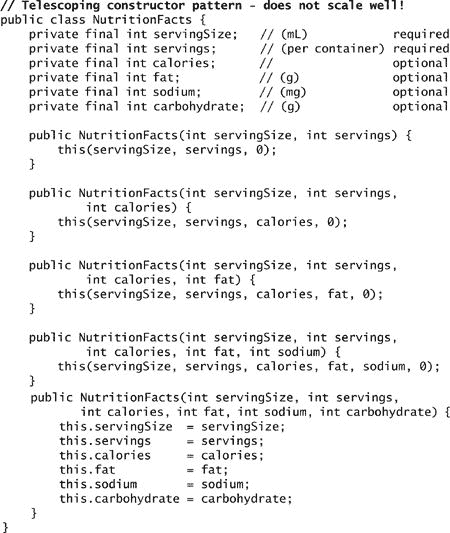 // Telescoping constructor pattern - does not scale well!
public class NutritionFacts {
    private final int servingSize;  // (mL)            required
    private final int servings;     // (per container) required
    private final int calories;     //                 optional
    private final int fat;          // (g)             optional
    private final int sodium;       // (mg)            optional
    private final int carbohydrate; // (g)             optional

    public NutritionFacts(int servingSize, int servings) {
        this(servingSize, servings, 0);
    }

    public NutritionFacts(int servingSize, int servings,
            int calories) {
        this(servingSize, servings, calories, 0);
    }

    public NutritionFacts(int servingSize, int servings,
            int calories, int fat) {
        this(servingSize, servings, calories, fat, 0);
    }

    public NutritionFacts(int servingSize, int servings,
            int calories, int fat, int sodium) {
        this(servingSize, servings, calories, fat, sodium, 0);
    }
    public NutritionFacts(int servingSize, int servings,
            int calories, int fat, int sodium, int carbohydrate) {
        this.servingSize  = servingSize;
        this.servings     = servings;
        this.calories     = calories;
        this.fat          = fat;
        this.sodium       = sodium;
        this.carbohydrate = carbohydrate;
    }
}